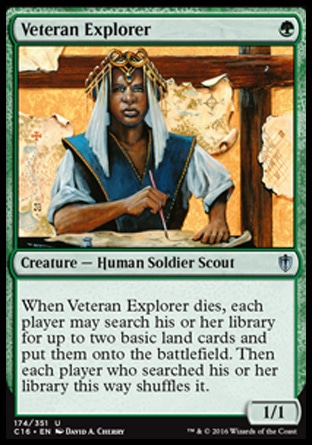 Veteran Explorer
Creature — Human Soldier Scout
When Veteran Explorer dies, each
player may search his or her library
for up to two basic land cards and
put them onto the battlefield. Then
each player who searched his or her
library this way shuffles it.
1/1
174/351 U
C16 • EN DAVID A. CHERRY
™ & © 2016 Wizards of the Coast